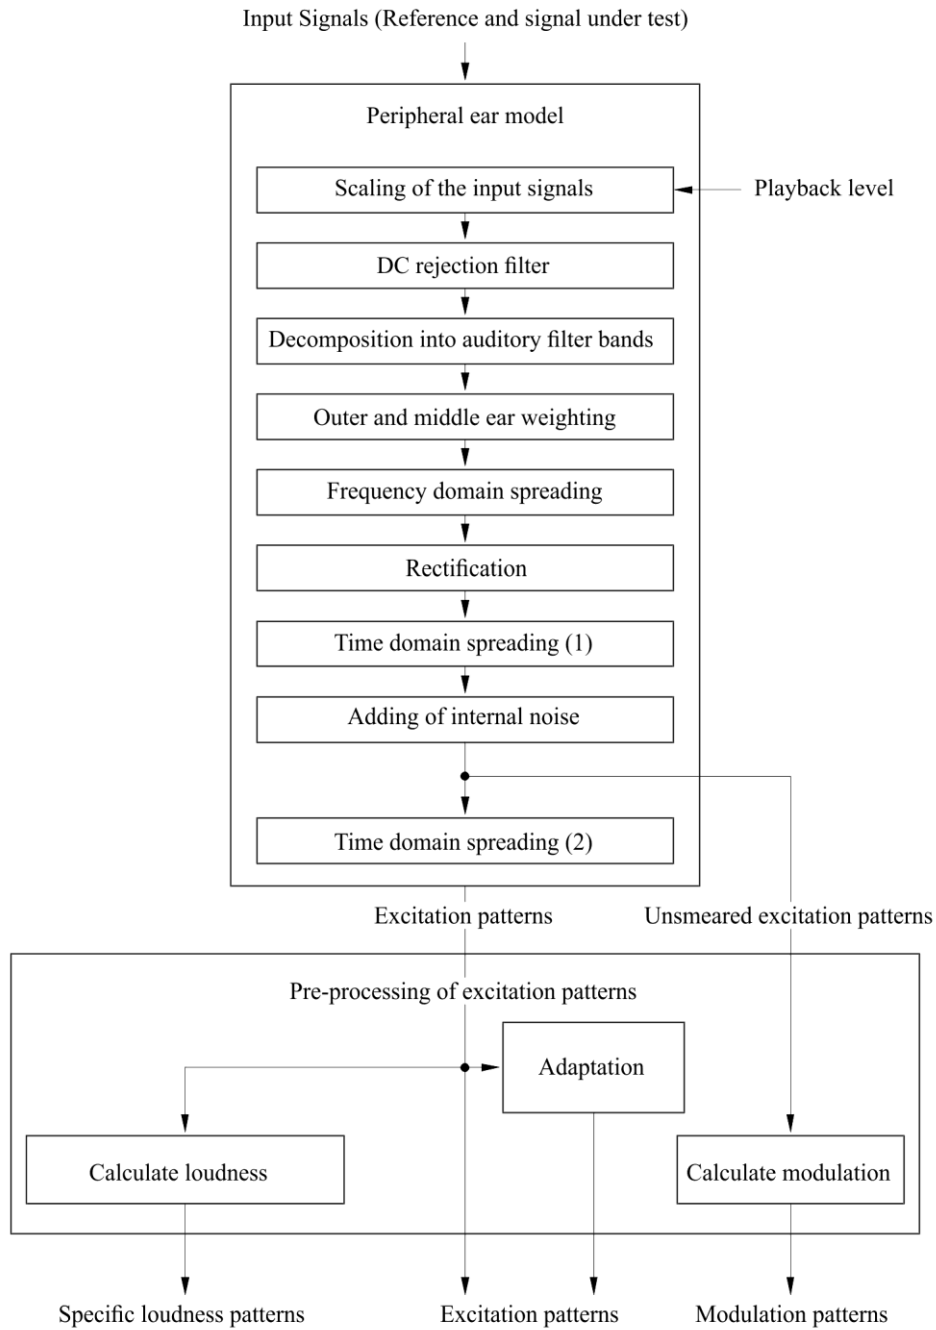 Input Signals (Reference and signal under test)
Peripheral ear model
Scaling of the input signals
Playback level
DC rejection filter
Decomposition into auditory filter bands
Outer and middle ear weighting
Frequency domain spreading
Rectification
Time domain spreading (1)
Adding of internal noise
Time domain spreading (2)
Excitation patterns
Unsmeared excitation patterns
Pre-processing of excitation patterns
Adaptation
Calculate loudness
Calculate modulation
Specific loudness patterns
Excitation patterns
Modulation patterns